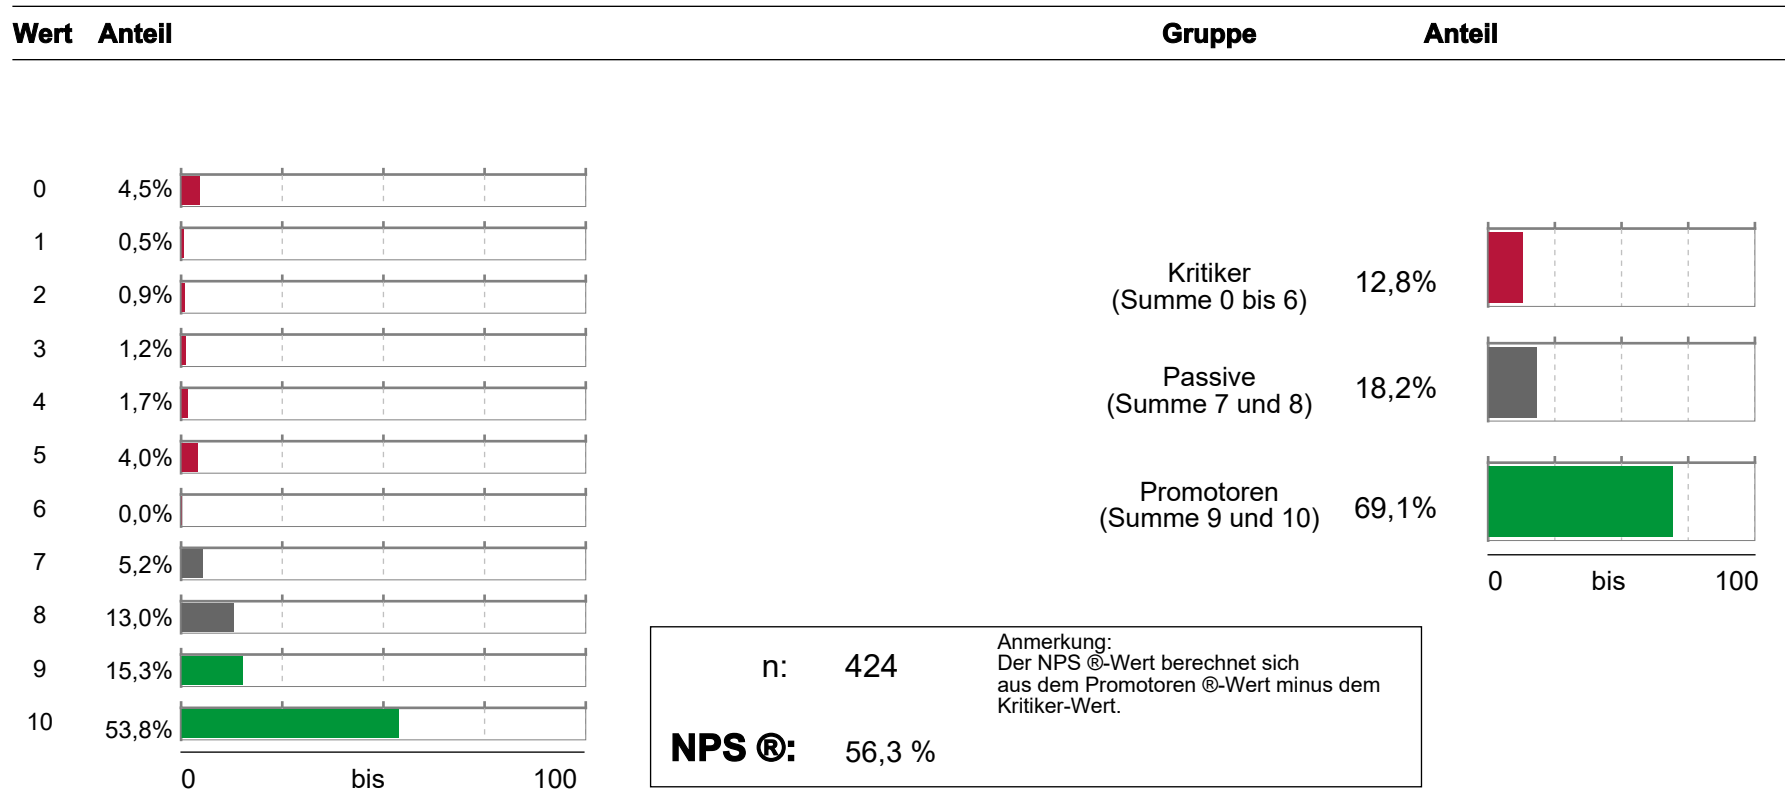 Wert Anteil Gruppe Anteil
0 4,5%
1 0,5%
2 0,9%
3 1,2%
4 1,7%
5 4,0%
6 0,0%
7 5,2%
8 13,0%
9 15,3%
10 53,8%
0 bis 100
Kritiker
(Summe 0 bis 6)
12,8%
Passive
(Summe 7 und 8)
18,2%
Promotoren
(Summe 9 und 10)
69,1%
0 bis 100
n: 424
NPS ®: 56,3 %
Anmerkung:
Der NPS ®-Wert berechnet sich
aus dem Promotoren ®-Wert minus dem
Kritiker-Wert.